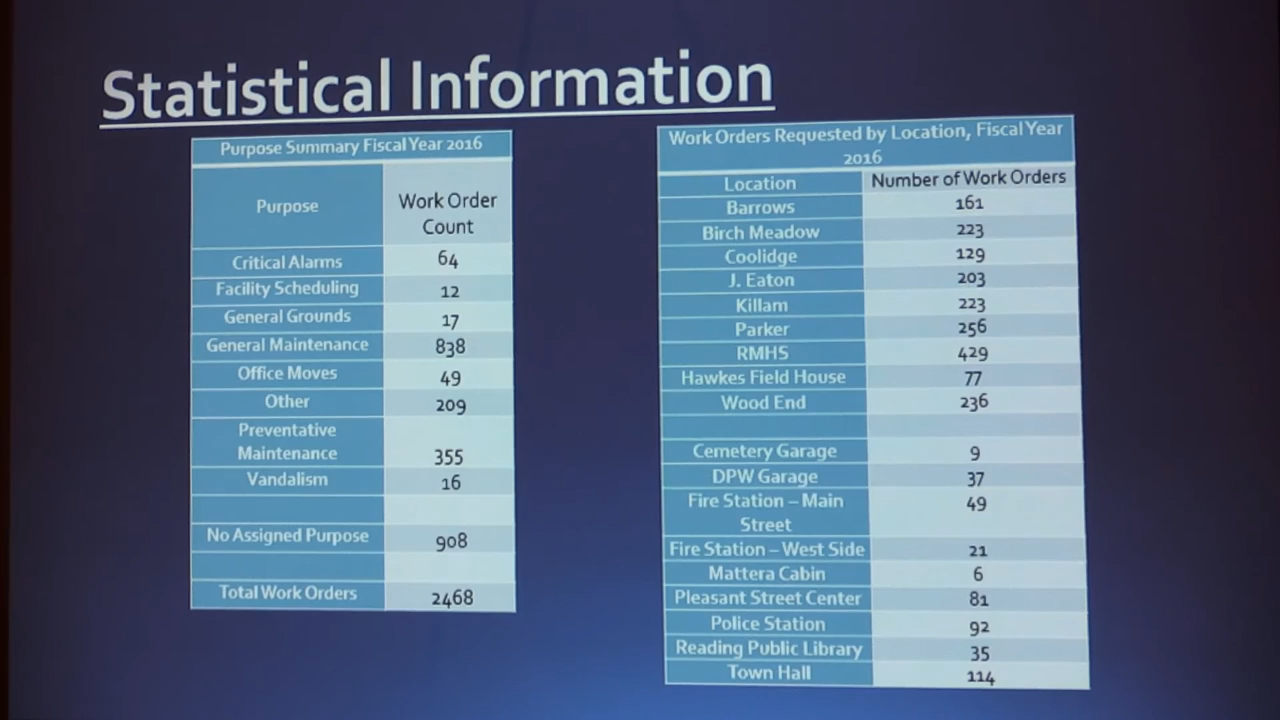 Statistical Information
Purpose Summary Fiscal Year 2016
Purpose
Work Order
Count
Critical Alarms 64
Facility Scheduling 12
General Grounds 17
General Maintenance 838
Office Moves 49
Other 209
Preventative
Maintenance 355
Vandalism 16
No Assigned Purpose 908
Total Work Orders 2468
Work Orders Requested by Location, Fiscal Year
2016
Location Number of Work Orders
Barrows 161
Birch Meadow 223
Coolidge 129
J. Eaton 203
Killam 223
Parker 256
RMHS 429
Hawkes Field House 77
Wood End 236
Cemetery Garage 9
DPW Garage 37
Fire Station – Main 49
Street
Fire Station – West Side 21
Mattera Cabin 6
Pleasant Street Center 81
Police Station 92
Reading Public Library 35
Town Hall 114